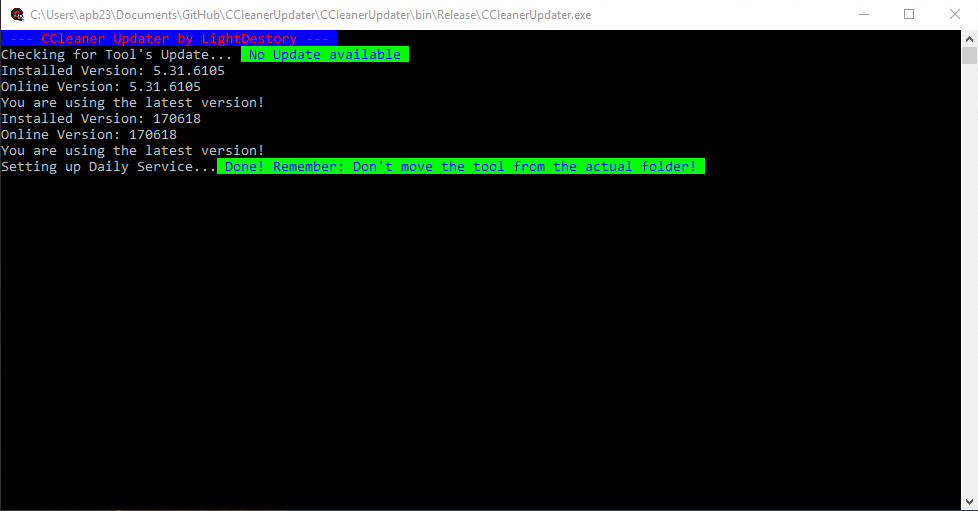 C:\Users\apb23\Documents\GitHub\CCleanerUpdater\CCleanerUpdater\bin\Release\CCleanerUpdater.exe
--- CCleaner Updater by LightDestory ---
Checking for Tool's Update... No Update available
Installed Version: 5.31.6105
Online Version: 5.31.6105
You are using the latest version!
Installed Version: 170618
Online Version: 170618
You are using the latest version!
Setting up Daily Service... Done! Remember: Don't move the tool from the actual folder!